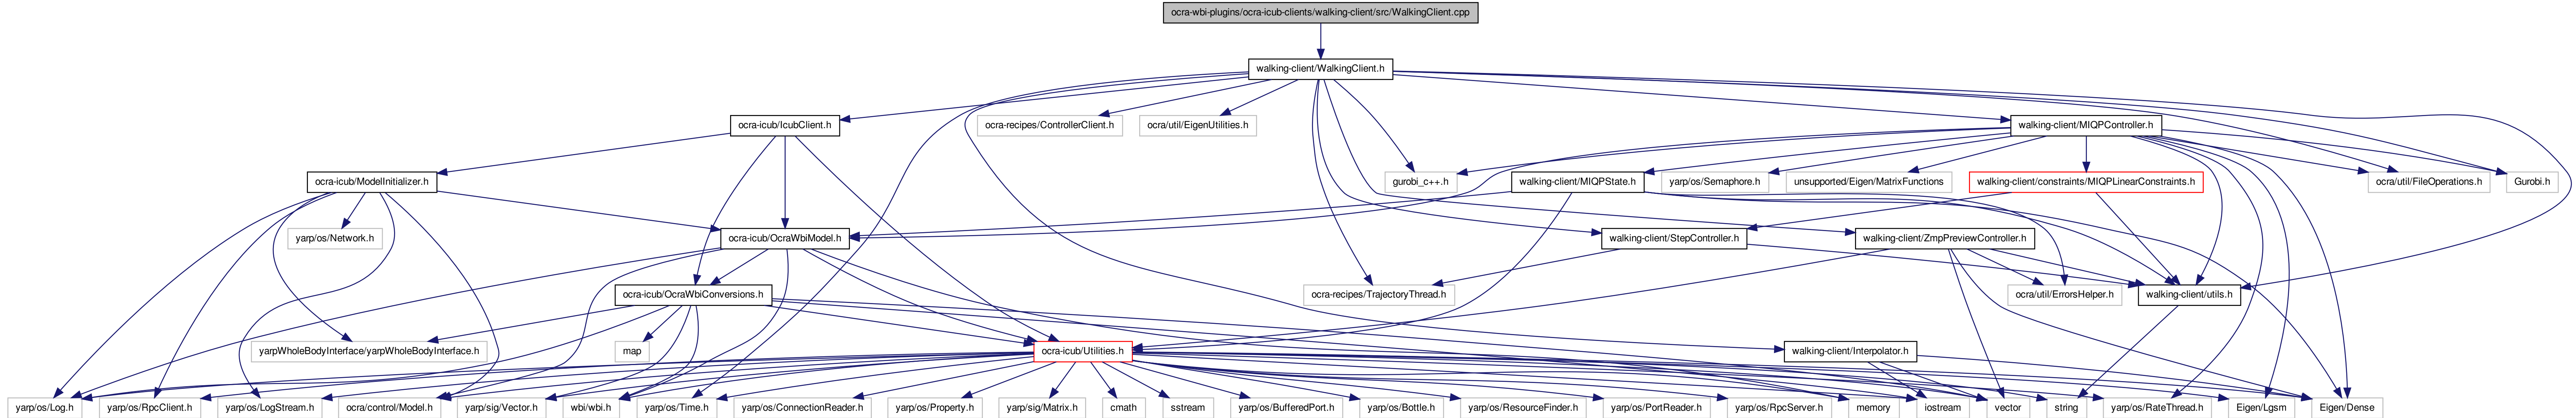 ocra-wbi-plugins/ocra-icub-clients/walking-client/src/WalkingClient.cpp
walking-client/WalkingClient.h
ocra-icub/IcubClient.h
ocra-recipes/ControllerClient.h
ocra/util/EigenUtilities.h
walking-client/MIQPController.h
ocra-icub/ModelInitializer.h
gurobi_c++.h
walking-client/MIQPState.h
yarp/os/Semaphore.h
unsupported/Eigen/MatrixFunctions
walking-client/constraints/MIQPLinearConstraints.h
ocra/util/FileOperations.h
Gurobi.h
yarp/os/Network.h
ocra-icub/OcraWbiModel.h
walking-client/StepController.h
walking-client/ZmpPreviewController.h
ocra-icub/OcraWbiConversions.h
ocra-recipes/TrajectoryThread.h
ocra/util/ErrorsHelper.h
walking-client/utils.h
yarpWholeBodyInterface/yarpWholeBodyInterface.h
map
ocra-icub/Utilities.h
walking-client/Interpolator.h
yarp/os/Log.h
yarp/os/RpcClient.h
yarp/os/LogStream.h
ocra/control/Model.h
yarp/sig/Vector.h
wbi/wbi.h
yarp/os/Time.h
yarp/os/ConnectionReader.h
yarp/os/Property.h
yarp/sig/Matrix.h
cmath
sstream
yarp/os/BufferedPort.h
yarp/os/Bottle.h
yarp/os/ResourceFinder.h
yarp/os/PortReader.h
yarp/os/RpcServer.h
memory
iostream
vector
string
yarp/os/RateThread.h
Eigen/Lgsm
Eigen/Dense